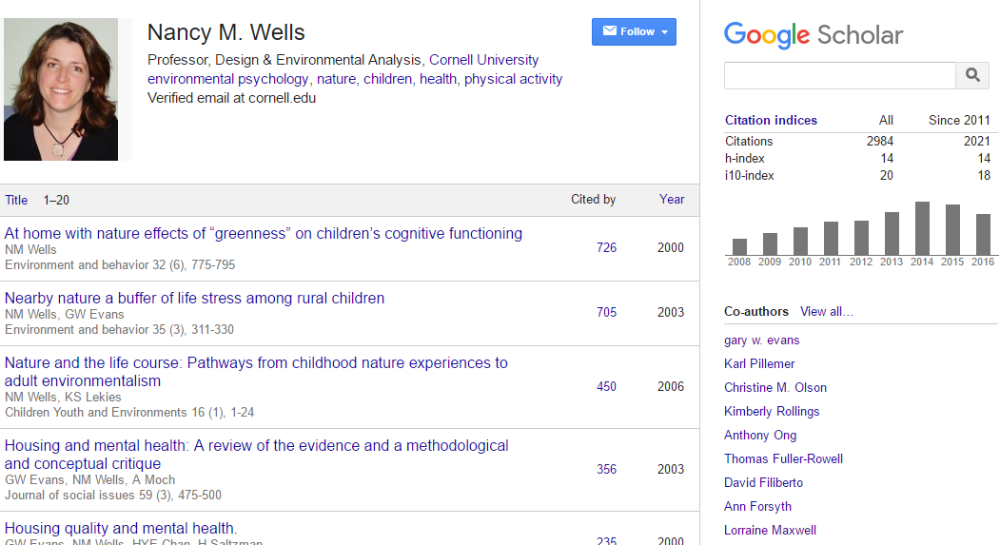 Nancy M. Wells
Follow
Professor, Design & Environmental Analysis, Cornell University
environmental psychology, nature, children, health, physical activity
Verified email at cornell.edu
Title 1–20 Cited by Year
At home with nature effects of “greenness” on children’s cognitive functioning
NM Wells
Environment and behavior 32 (6), 775-795
726 2000
Nearby nature a buffer of life stress among rural children
NM Wells, GW Evans
Environment and behavior 35 (3), 311-330
705 2003
Nature and the life course: Pathways from childhood nature experiences to
adult environmentalism
NM Wells, KS Lekies
Children Youth and Environments 16 (1), 1-24
450 2006
Housing and mental health: A review of the evidence and a methodological
and conceptual critique
GW Evans, NM Wells, A Moch
Journal of social issues 59 (3), 475-500
356 2003
Housing quality and mental health.
GW Evans, NM Wells, HYE Chan, H Saltzman
235 2000
Google Scholar
Citation indices All Since 2011
Citations 2984 2021
h-index 14 14
i10-index 20 18
2008 2009 2010 2011 2012 2013 2014 2015 2016
Co-authors View all…
gary w. evans
Karl Pillemer
Christine M. Olson
Kimberly Rollings
Anthony Ong
Thomas Fuller-Rowell
David Filiberto
Ann Forsyth
Lorraine Maxwell